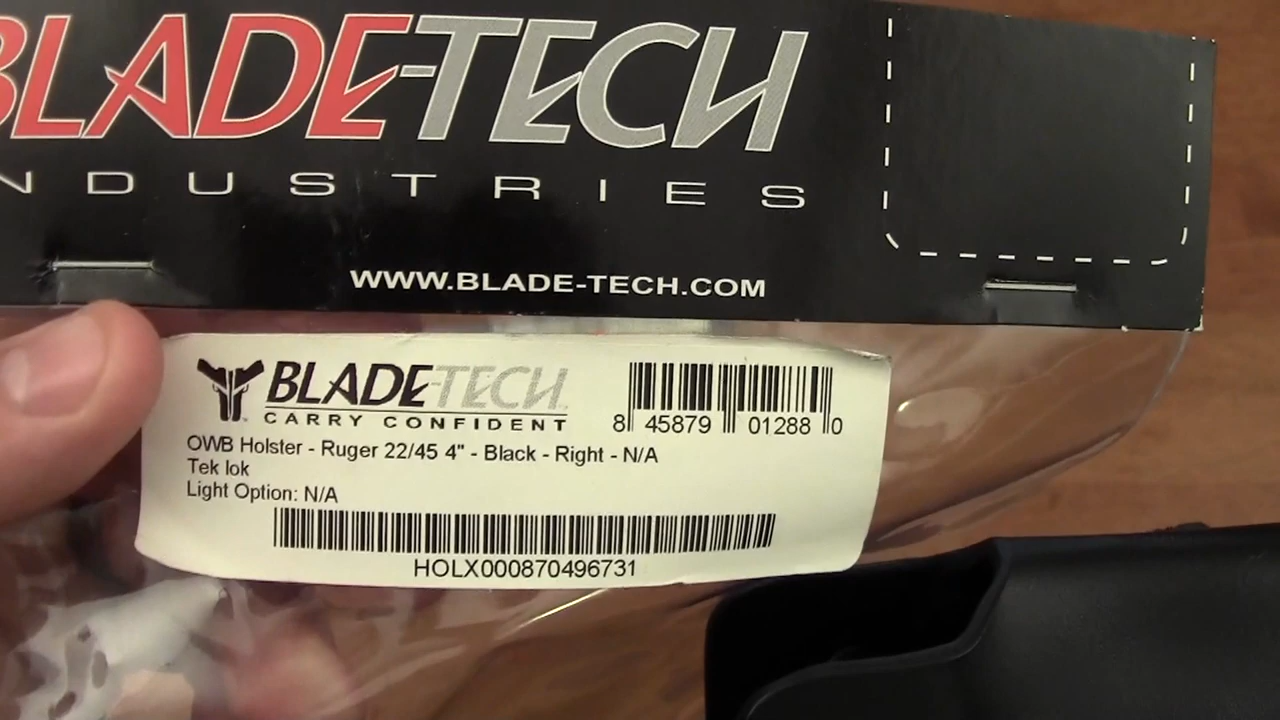 BLADE-TECH
INDUSTRIES
WWW.BLADE-TECH.COM
BLADE-TECH
CARRY CONFIDENT
8 45879 01288 0
OWB Holster - Ruger 22/45 4" - Black - Right - N/A
Tek lok
Light Option: N/A
HOLX000870496731